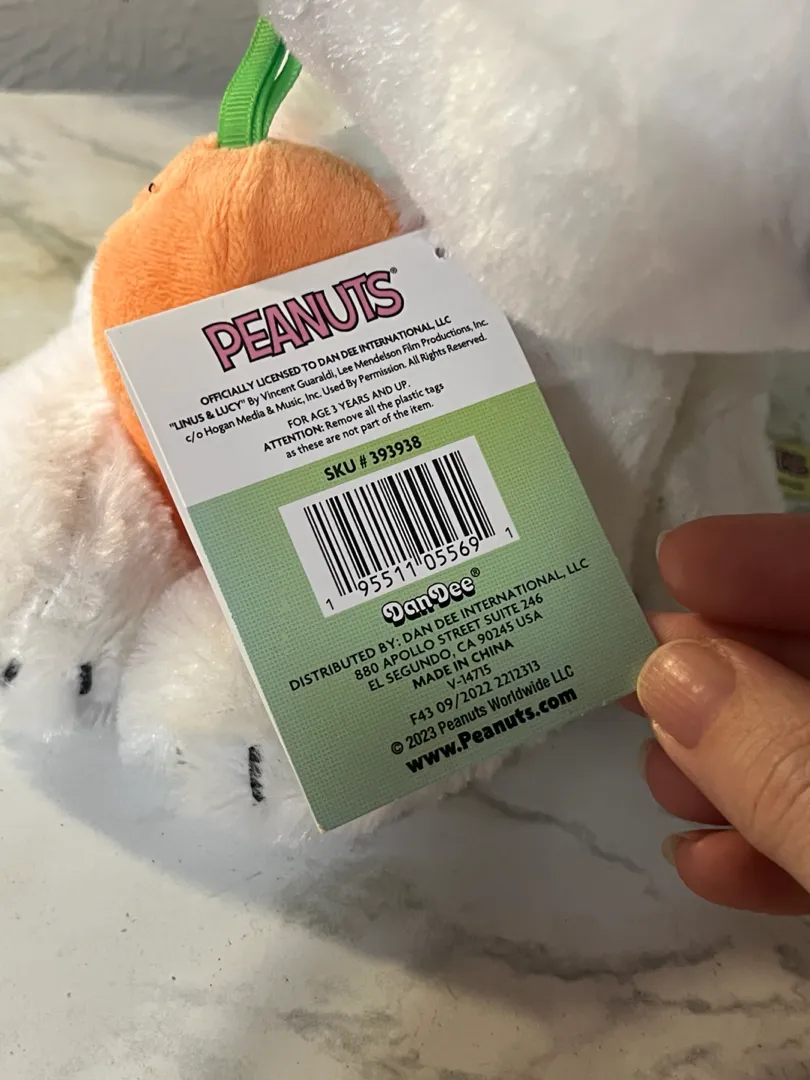 PEANUTS®
OFFICIALLY LICENSED TO DAN DEE INTERNATIONAL, LLC
"LINUS & LUCY" By Vincent Guaraldi, Lee Mendelson Film Productions, Inc.
c/o Hogan Media & Music, Inc. Used By Permission. All Rights Reserved.
FOR AGE 3 YEARS AND UP.
ATTENTION: Remove all the plastic tags
as these are not part of the item.
SKU # 393938
1 95511 05569 1
DanDee®
DISTRIBUTED BY: DAN DEE INTERNATIONAL, LLC
880 APOLLO STREET SUITE 246
EL SEGUNDO, CA 90245 USA
MADE IN CHINA
V-14715
F43 09/2022 2212313
© 2023 Peanuts Worldwide LLC
www.Peanuts.com